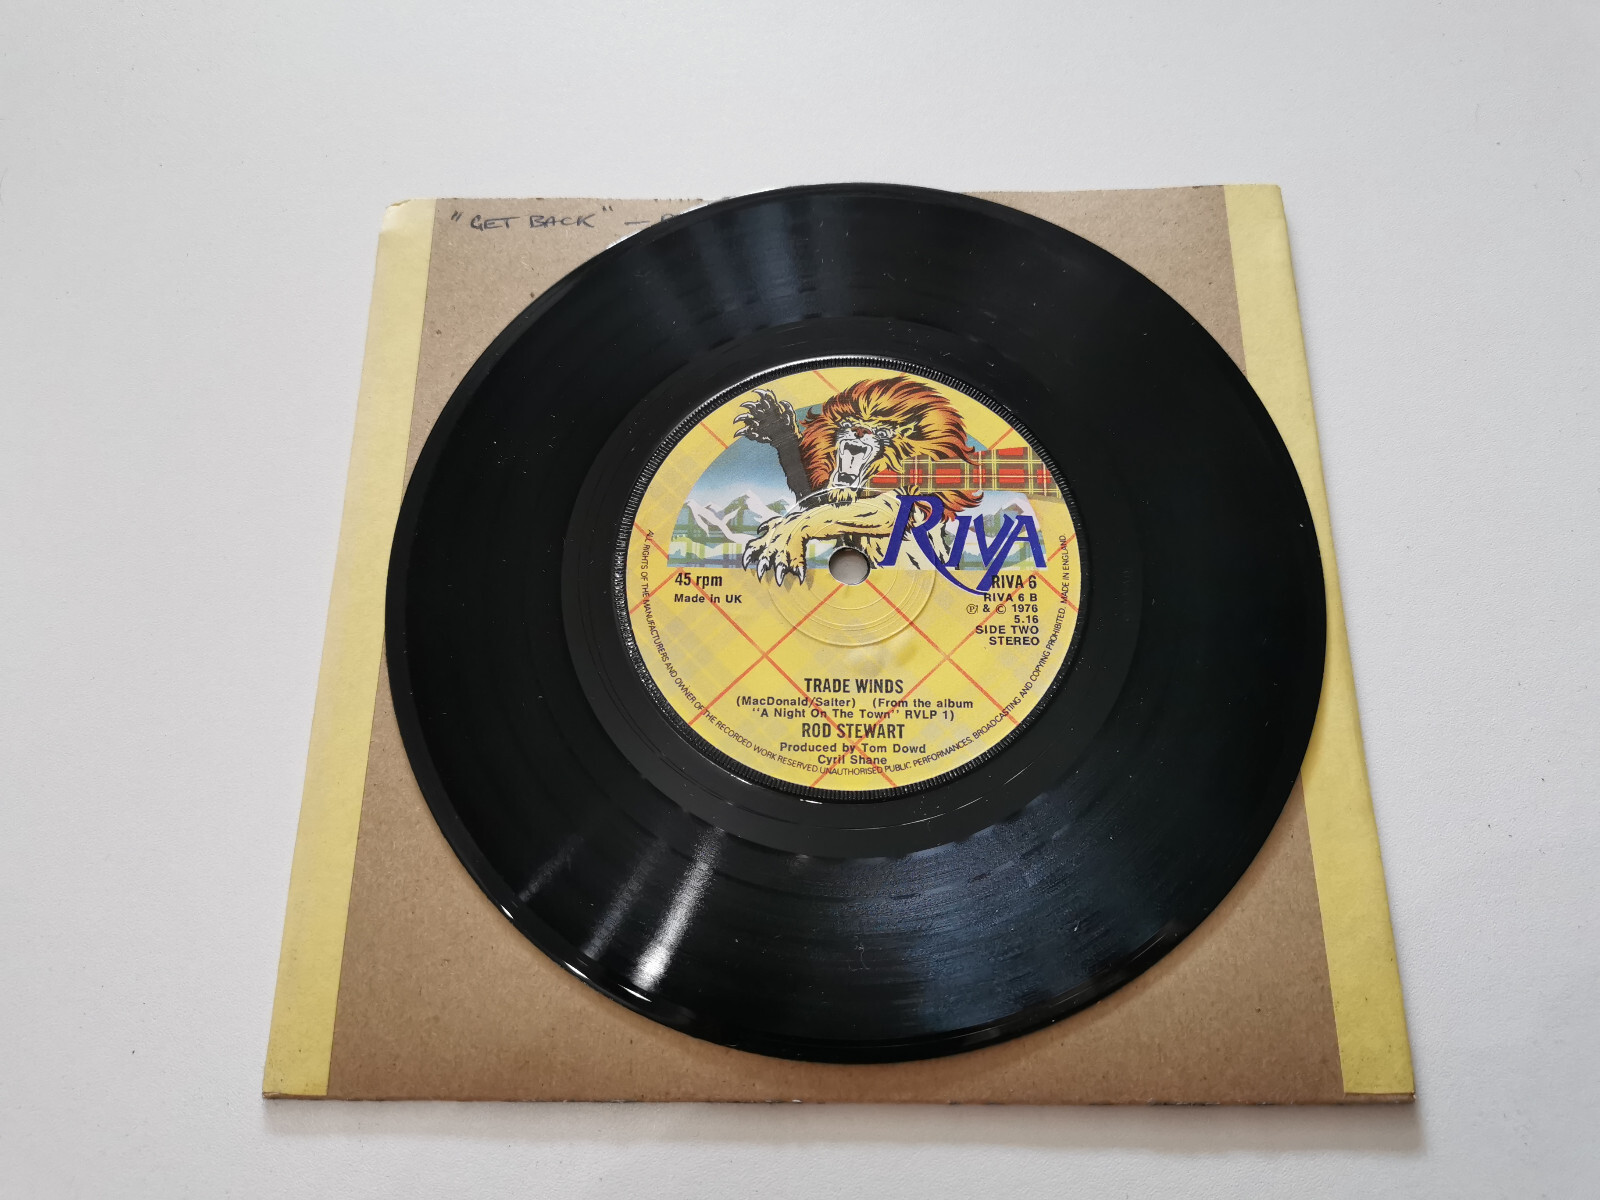 "GET BACK" —
RIVA
45 rpm
Made in UK
RIVA 6
RIVA 6 B
℗ & © 1976
5.16
SIDE TWO
STEREO
TRADE WINDS
(MacDonald/Salter) (From the album
"A Night On The Town" RVLP 1)
ROD STEWART
Produced by Tom Dowd
Cyril Shane
ALL RIGHTS OF THE MANUFACTURERS AND OWNER OF THE RECORDED WORK RESERVED. UNAUTHORISED PUBLIC PERFORMANCES, BROADCASTING AND COPYING PROHIBITED. MADE IN ENGLAND